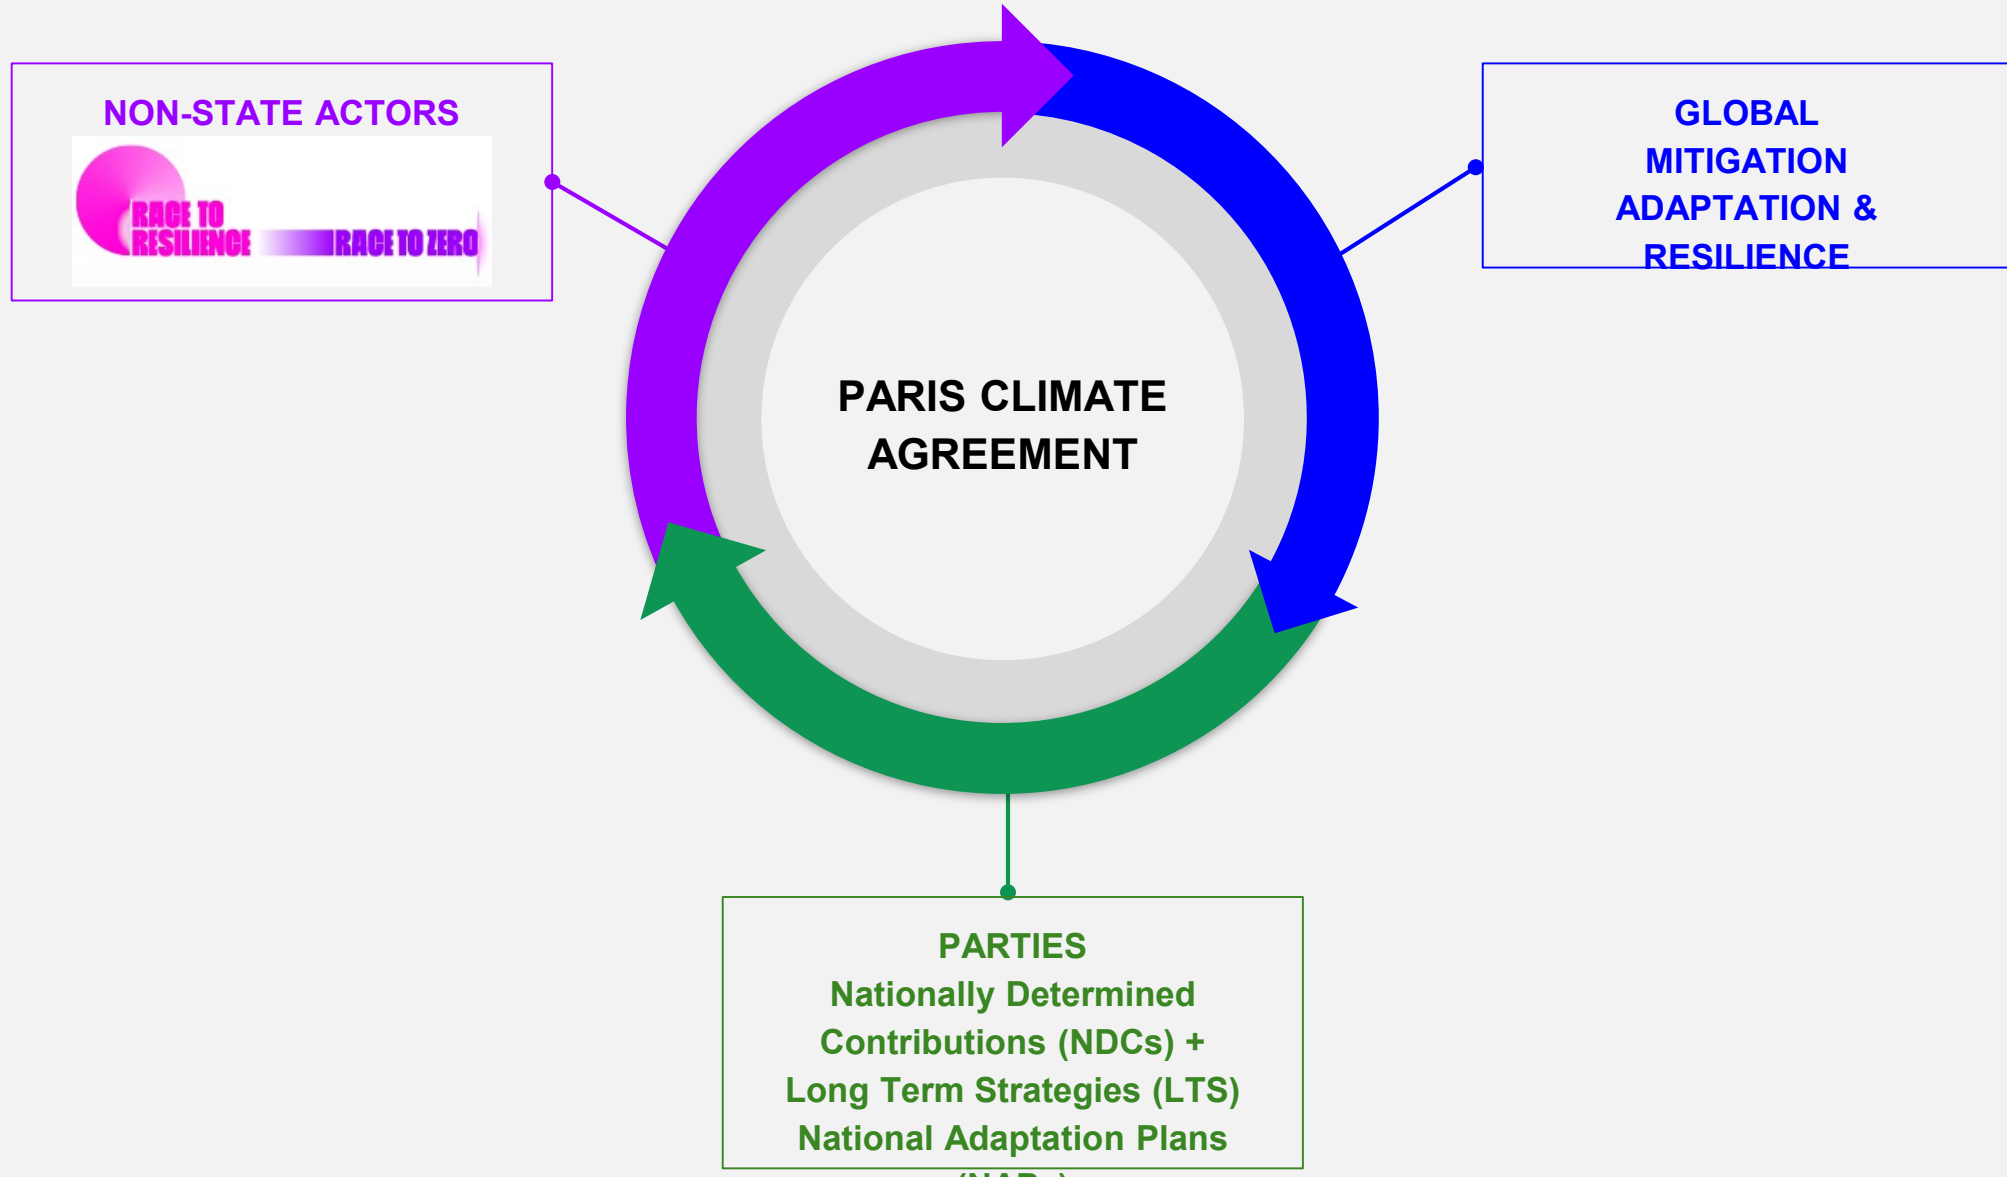 NON-STATE ACTORS
RACE TO
RESILIENCE
RACE TO ZERO
GLOBAL
MITIGATION
ADAPTATION &
RESILIENCE
PARIS CLIMATE
AGREEMENT
PARTIES
Nationally Determined
Contributions (NDCs) +
Long Term Strategies (LTS)
National Adaptation Plans